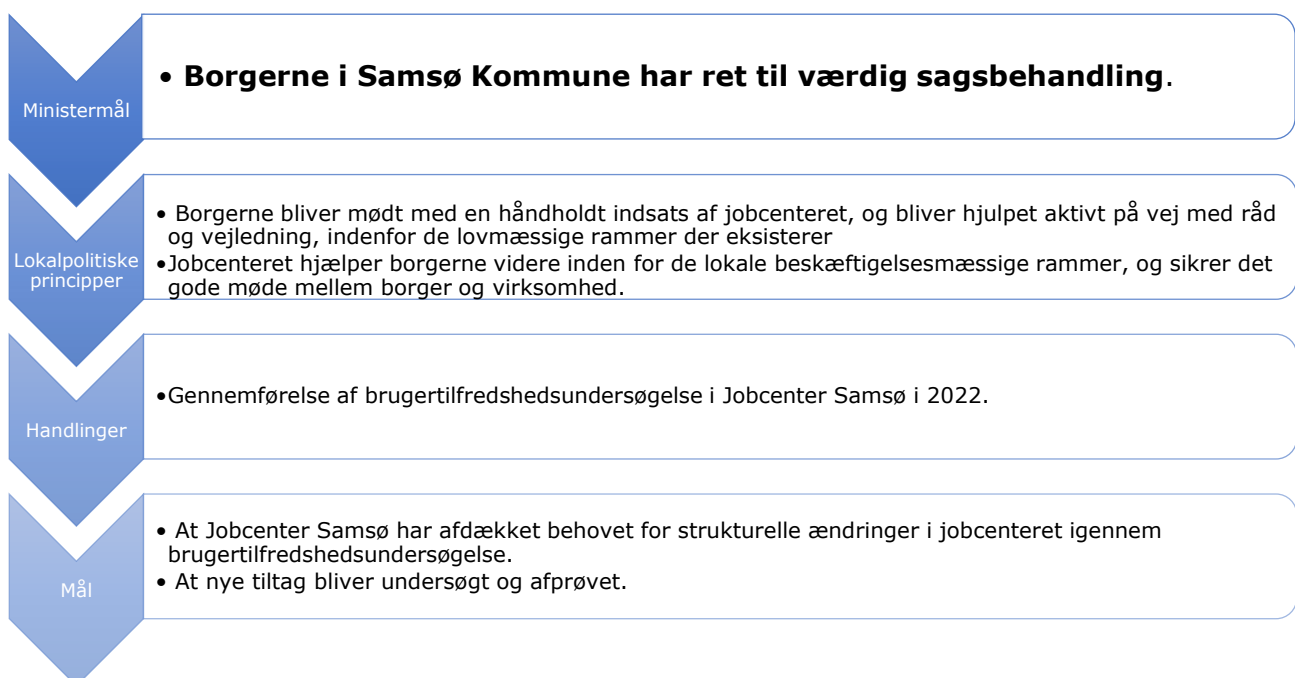 Ministermål
• Borgerne i Samsø Kommune har ret til værdig sagsbehandling.
Lokalpolitiske
principper
• Borgerne bliver mødt med en håndholdt indsats af jobcenteret, og bliver hjulpet aktivt på vej med råd
og vejledning, indenfor de lovmæssige rammer der eksisterer
•Jobcenteret hjælper borgerne videre inden for de lokale beskæftigelsesmæssige rammer, og sikrer det
gode møde mellem borger og virksomhed.
Handlinger
•Gennemførelse af brugertilfredshedsundersøgelse i Jobcenter Samsø i 2022.
Mål
• At Jobcenter Samsø har afdækket behovet for strukturelle ændringer i jobcenteret igennem
brugertilfredshedsundersøgelse.
• At nye tiltag bliver undersøgt og afprøvet.